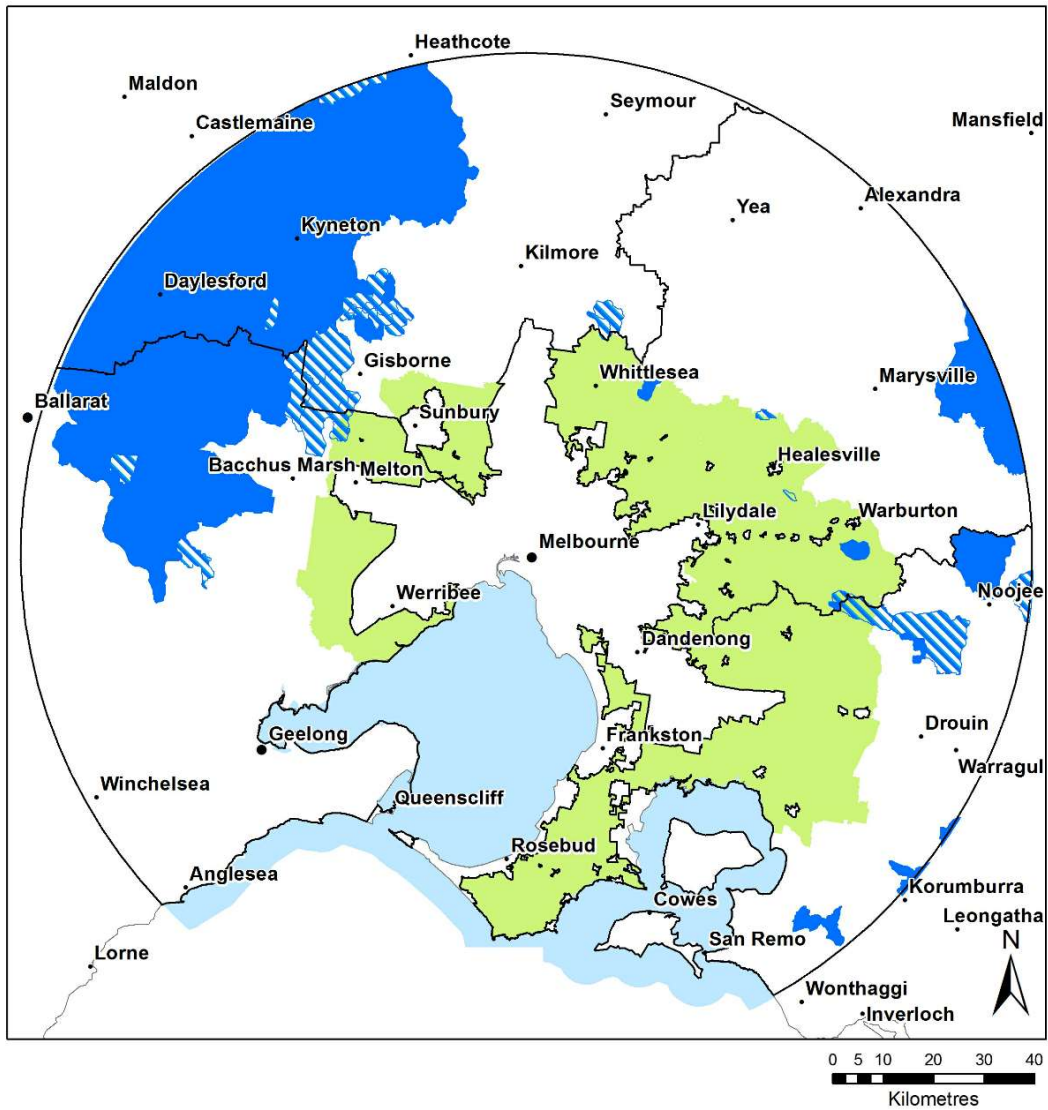 Heathcote
Maldon
Seymour
Castlemaine
Mansfield
Alexandra
Yea
Kyneton
Kilmore
Daylesford
Gisborne
Whittlesea
Marysville
Ballarat
Sunbury
Healesville
Bacchus Marsh
Melton
Lilydale
Warburton
Melbourne
Noojee
Werribee
Dandenong
Drouin
Geelong
Frankston
Warragul
Winchelsea
Queenscliff
Rosebud
Anglesea
Korumburra
Cowes
Leongatha
San Remo
N
Lorne
Wonthaggi
Inverloch
0 5 10 20 30 40
Kilometres